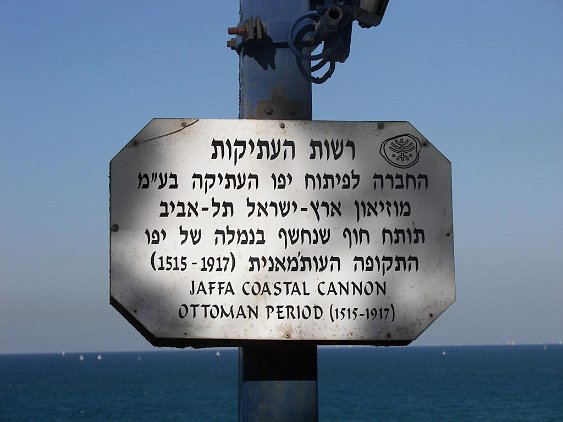 רשות העתיקות
החברה לפיתוח יפו העתיקה בע"מ
מוזיאון ארץ-ישראל תל-אביב
תותח חוף שנחשף בנמלה של יפו
התקופה העות'מאנית (1515-1917)
JAFFA COASTAL CANNON
OTTOMAN PERIOD (1515-1917)